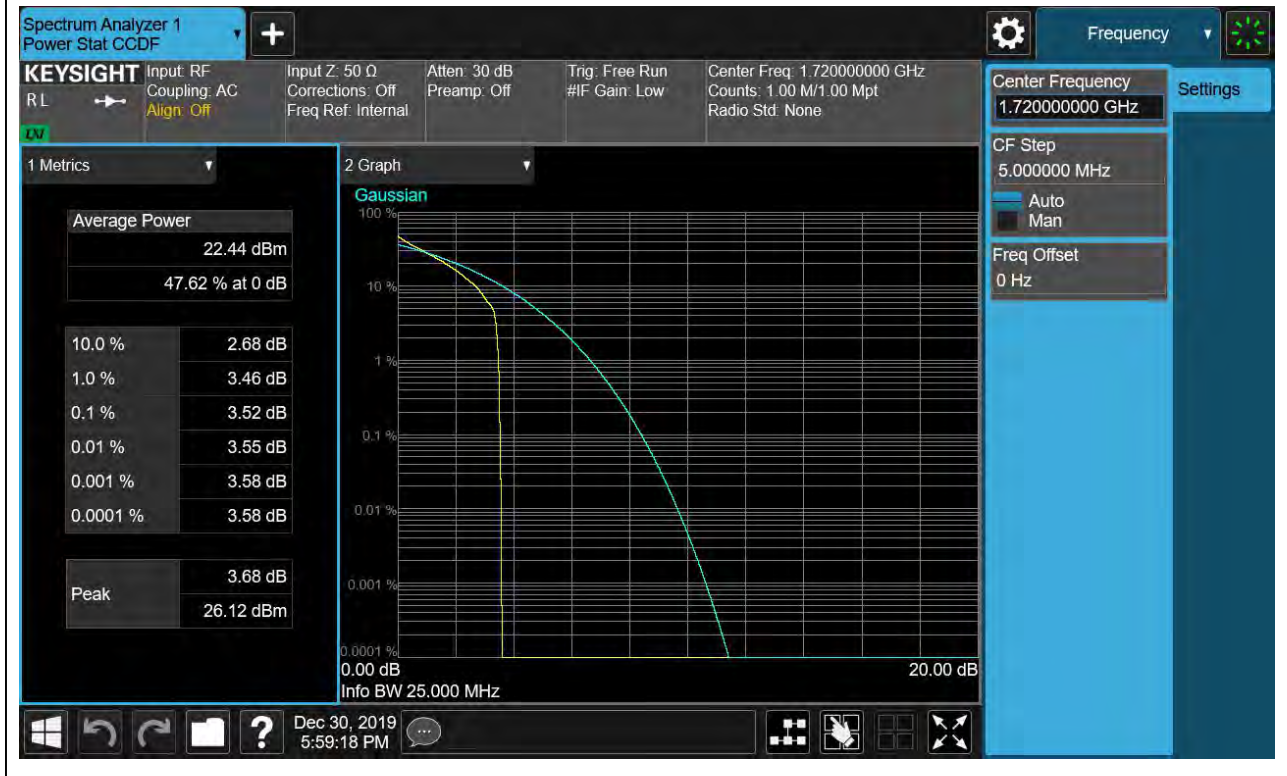 Spectrum Analyzer 1
Power Stat CCDF
Frequency
KEYSIGHT
RL
Input: RF
Coupling: AC
Align: Off
Input Z: 50 Ω
Corrections: Off
Freq Ref: Internal
Atten: 30 dB
Preamp: Off
Trig: Free Run
#IF Gain: Low
Center Freq: 1.720000000 GHz
Counts: 1.00 M/1.00 Mpt
Radio Std: None
Center Frequency
1.720000000 GHz
Settings
CF Step
5.000000 MHz
Auto
Man
Freq Offset
0 Hz
1 Metrics
Average Power
22.44 dBm
47.62 % at 0 dB
10.0 % 2.68 dB
1.0 % 3.46 dB
0.1 % 3.52 dB
0.01 % 3.55 dB
0.001 % 3.58 dB
0.0001 % 3.58 dB
Peak
3.68 dB
26.12 dBm
2 Graph
Gaussian
100 %
10 %
1 %
0.1 %
0.01 %
0.001 %
0.0001 %
0.00 dB 20.00 dB
Info BW 25.000 MHz
?
Dec 30, 2019
5:59:18 PM